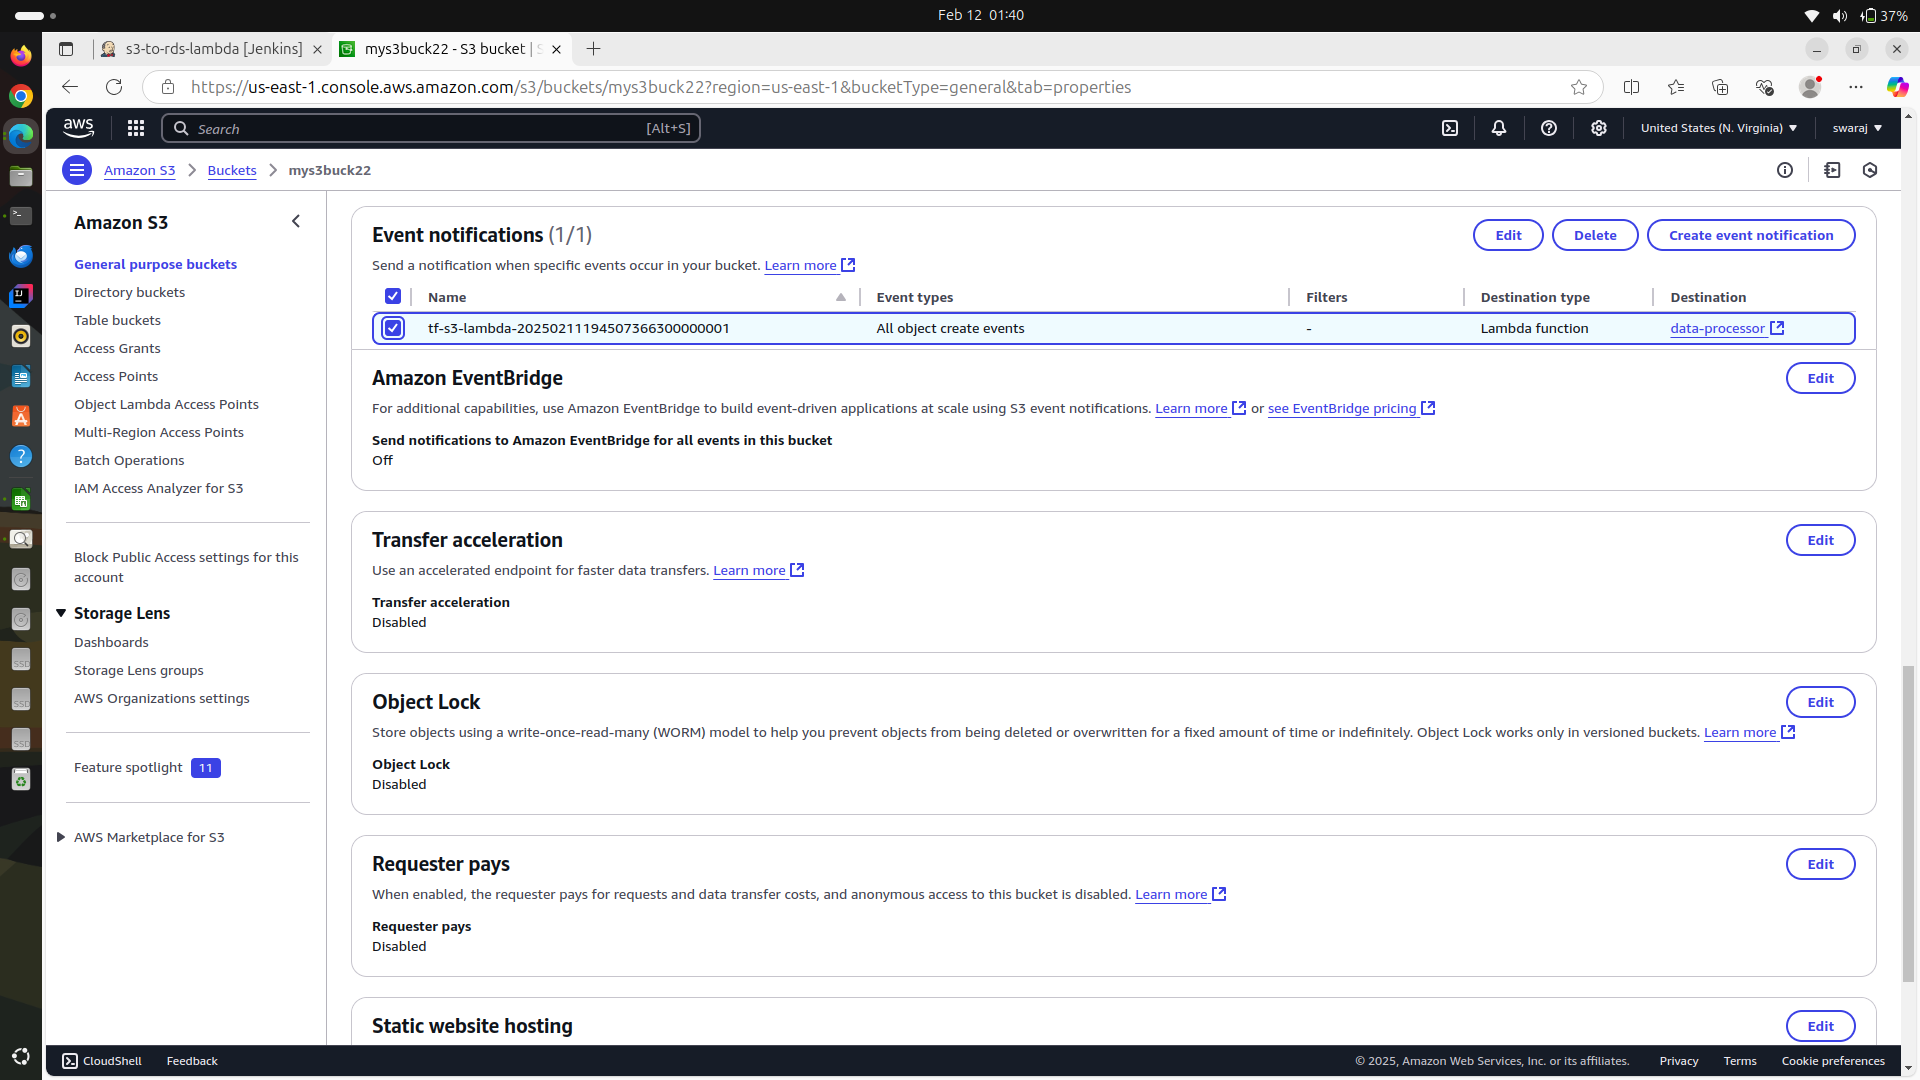 Feb 12 01:40
37%
s3-to-rds-lambda [Jenkins]
mys3buck22 - S3 bucket | S
https://us-east-1.console.aws.amazon.com/s3/buckets/mys3buck22?region=us-east-1&bucketType=general&tab=properties
aws
Search
[Alt+S]
United States (N. Virginia)
swaraj
Amazon S3
Buckets
mys3buck22
Amazon S3
General purpose buckets
Directory buckets
Table buckets
Access Grants
Access Points
Object Lambda Access Points
Multi-Region Access Points
Batch Operations
IAM Access Analyzer for S3
Block Public Access settings for this
account
Storage Lens
Dashboards
Storage Lens groups
AWS Organizations settings
Feature spotlight 11
AWS Marketplace for S3
Event notifications (1/1)
Edit
Delete
Create event notification
Send a notification when specific events occur in your bucket. Learn more
Name
Event types
Filters
Destination type
Destination
tf-s3-lambda-20250211194507366300000001
All object create events
-
Lambda function
data-processor
Amazon EventBridge
Edit
For additional capabilities, use Amazon EventBridge to build event-driven applications at scale using S3 event notifications. Learn more or see EventBridge pricing
Send notifications to Amazon EventBridge for all events in this bucket
Off
Transfer acceleration
Edit
Use an accelerated endpoint for faster data transfers. Learn more
Transfer acceleration
Disabled
Object Lock
Edit
Store objects using a write-once-read-many (WORM) model to help you prevent objects from being deleted or overwritten for a fixed amount of time or indefinitely. Object Lock works only in versioned buckets. Learn more
Object Lock
Disabled
Requester pays
Edit
When enabled, the requester pays for requests and data transfer costs, and anonymous access to this bucket is disabled. Learn more
Requester pays
Disabled
Static website hosting
Edit
CloudShell
Feedback
© 2025, Amazon Web Services, Inc. or its affiliates.
Privacy
Terms
Cookie preferences